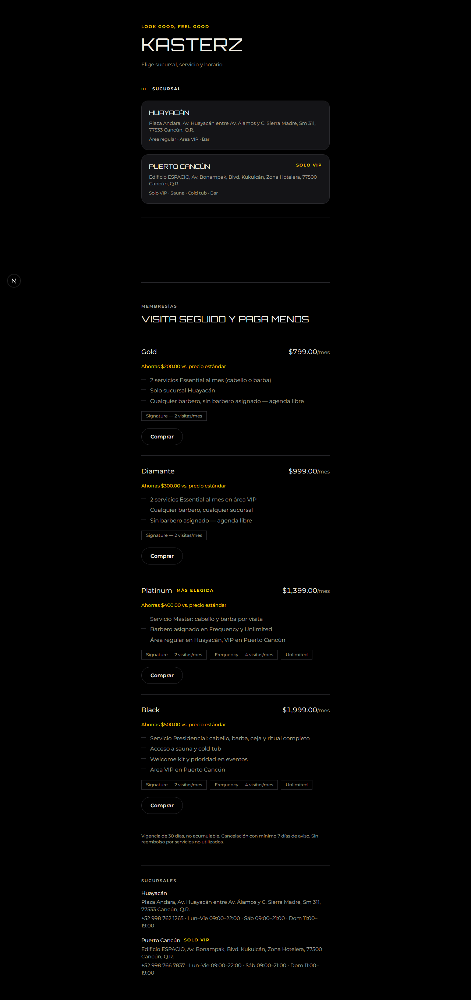 LOOK GOOD, FEEL GOOD
KASTERZ
Elige sucursal, servicio y horario.
01 SUCURSAL
HUAYACÁN
Plaza Andara, Av. Huayacán entre Av. Álamos y C. Sierra Madre, Sm 311,
77533 Cancún, Q.R.
Área regular · Área VIP · Bar
PUERTO CANCÚN SOLO VIP
Edificio ESPACIO, Av. Bonampak, Blvd. Kukulcán, Zona Hotelera, 77500
Cancún, Q.R.
Solo VIP · Sauna · Cold tub · Bar
N
MEMBRESÍAS
VISITA SEGUIDO Y PAGA MENOS
Gold $799.00/mes
Ahorras $200.00 vs. precio estándar
— 2 servicios Essential al mes (cabello o barba)
— Solo sucursal Huayacán
— Cualquier barbero, sin barbero asignado — agenda libre
Signature — 2 visitas/mes
Comprar
Diamante $999.00/mes
Ahorras $300.00 vs. precio estándar
— 2 servicios Essential al mes en área VIP
— Cualquier barbero, cualquier sucursal
— Sin barbero asignado — agenda libre
Signature — 2 visitas/mes
Comprar
Platinum MÁS ELEGIDA $1,399.00/mes
Ahorras $400.00 vs. precio estándar
— Servicio Master: cabello y barba por visita
— Barbero asignado en Frequency y Unlimited
— Área regular en Huayacán, VIP en Puerto Cancún
Signature — 2 visitas/mes Frequency — 4 visitas/mes Unlimited
Comprar
Black $1,999.00/mes
Ahorras $500.00 vs. precio estándar
— Servicio Presidencial: cabello, barba, ceja y ritual completo
— Acceso a sauna y cold tub
— Welcome kit y prioridad en eventos
— Área VIP en Puerto Cancún
Signature — 2 visitas/mes Frequency — 4 visitas/mes Unlimited
Comprar
Vigencia de 30 días, no acumulable. Cancelación con mínimo 7 días de aviso. Sin
reembolso por servicios no utilizados.
SUCURSALES
Huayacán
Plaza Andara, Av. Huayacán entre Av. Álamos y C. Sierra Madre, Sm 311,
77533 Cancún, Q.R.
+52 998 762 1265 · Lun–Vie 09:00–22:00 · Sáb 09:00–21:00 · Dom 11:00–
19:00
Puerto Cancún SOLO VIP
Edificio ESPACIO, Av. Bonampak, Blvd. Kukulcán, Zona Hotelera, 77500
Cancún, Q.R.
+52 998 766 7837 · Lun–Vie 09:00–22:00 · Sáb 09:00–21:00 · Dom 11:00–
19:00